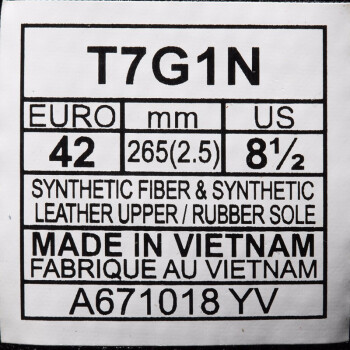 T7G1N
EURO mm US
42 265(2.5) 8½
SYNTHETIC FIBER & SYNTHETIC
LEATHER UPPER / RUBBER SOLE
MADE IN VIETNAM
FABRIQUE AU VIETNAM
A671018 YV